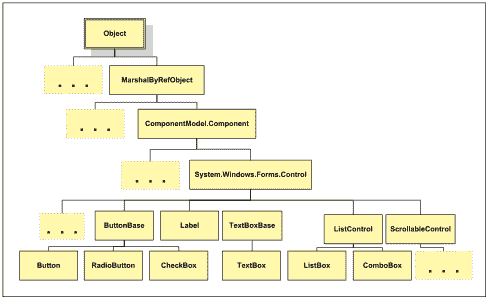 Object
. . .
MarshalByRefObject
. . .
ComponentModel.Component
. . .
System.Windows.Forms.Control
. . .
ButtonBase
Label
TextBoxBase
ListControl
ScrollableControl
Button
RadioButton
CheckBox
TextBox
ListBox
ComboBox
. . .